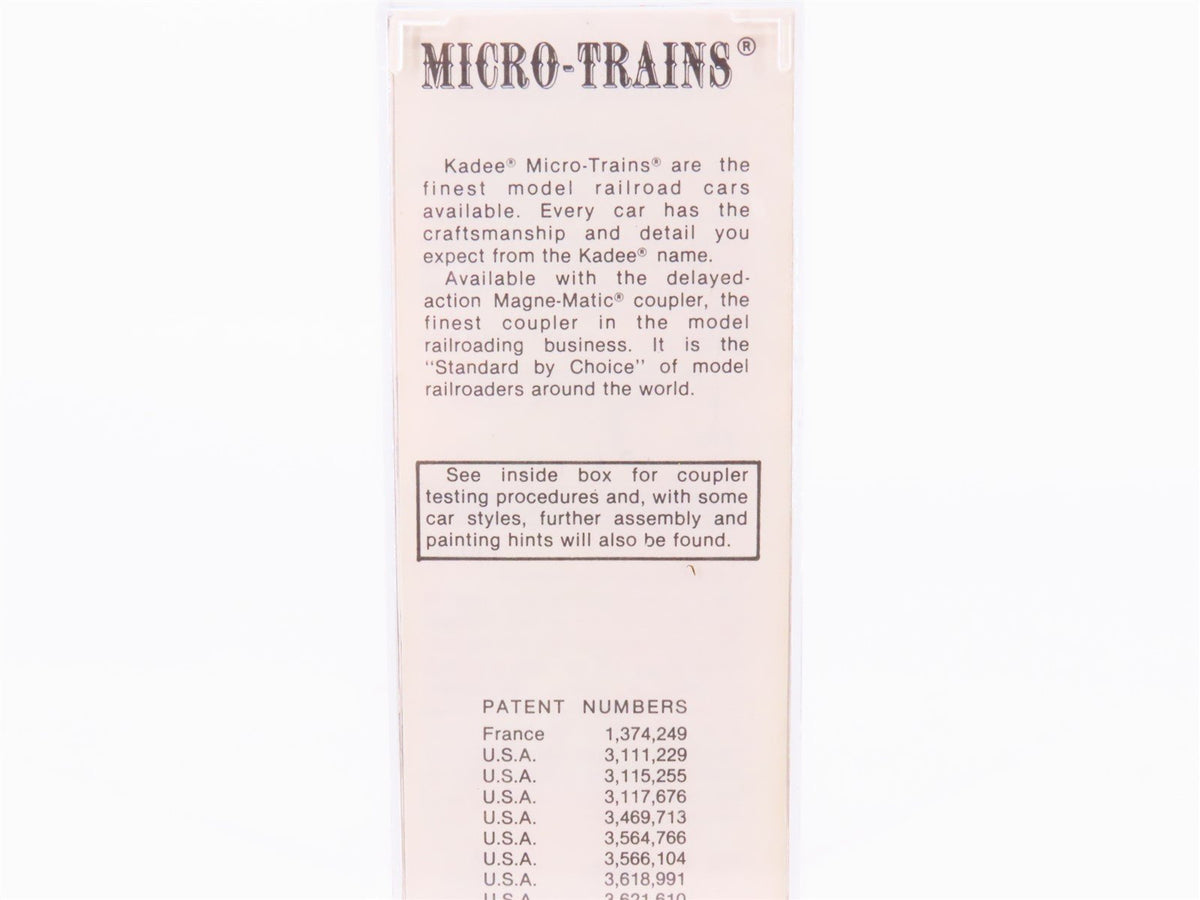 MICRO-TRAINS®
Kadee® Micro-Trains® are the
finest model railroad cars
available. Every car has the
craftsmanship and detail you
expect from the Kadee® name.
Available with the delayed-
action Magne-Matic® coupler, the
finest coupler in the model
railroading business. It is the
“Standard by Choice” of model
railroaders around the world.
See inside box for coupler
testing procedures and, with some
car styles, further assembly and
painting hints will also be found.
PATENT NUMBERS
France 1,374,249
U.S.A. 3,111,229
U.S.A. 3,115,255
U.S.A. 3,117,676
U.S.A. 3,469,713
U.S.A. 3,564,766
U.S.A. 3,566,104
U.S.A. 3,618,991
U.S.A. 3,621,610